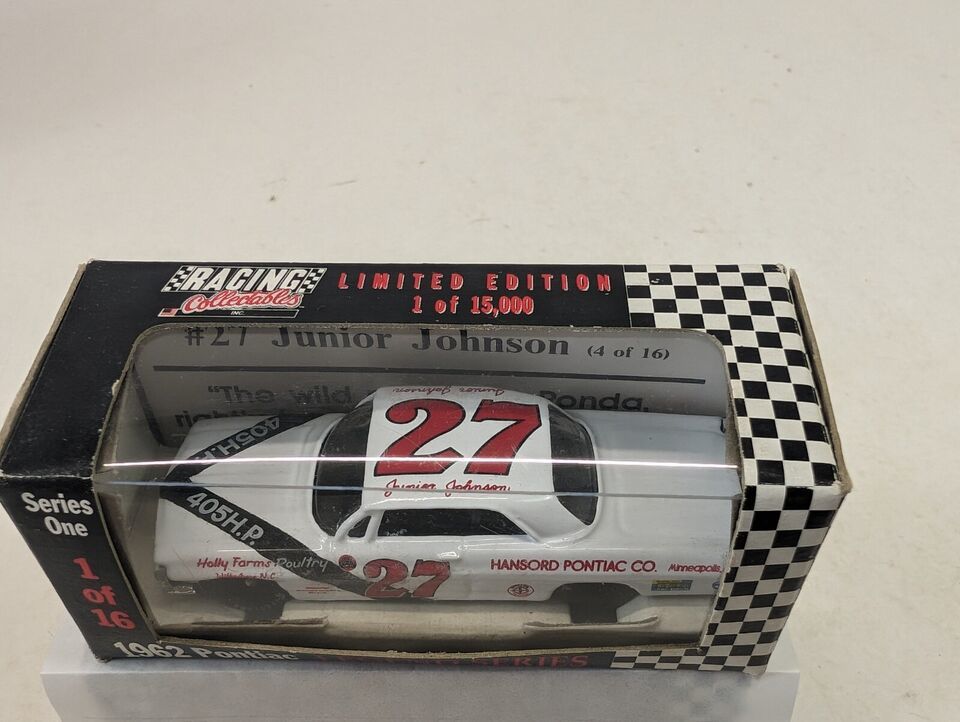 RACING
Collectables
INC.
LIMITED EDITION
1 of 15,000
#27 Junior Johnson (4 of 16)
"The wild Ronda,
27
Junior Johnson
Junior Johnson
405H.P.
405H.P.
Series
One
1
of
16
Holly Farms Poultry
27
HANSORD PONTIAC CO. Minneapolis,
1962 Pontiac
SERIES